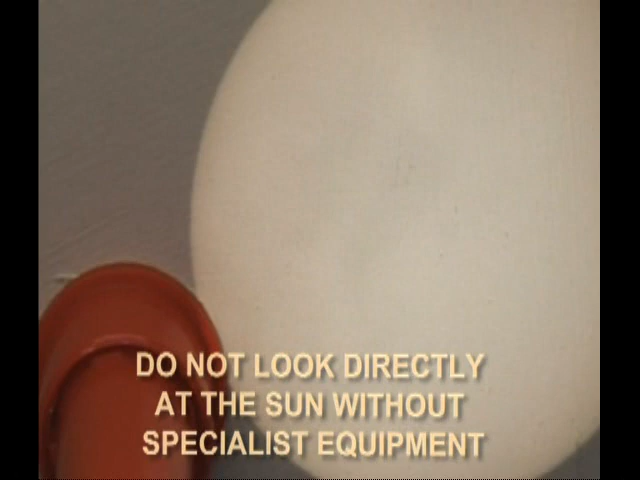 DO NOT LOOK DIRECTLY
AT THE SUN WITHOUT
SPECIALIST EQUIPMENT